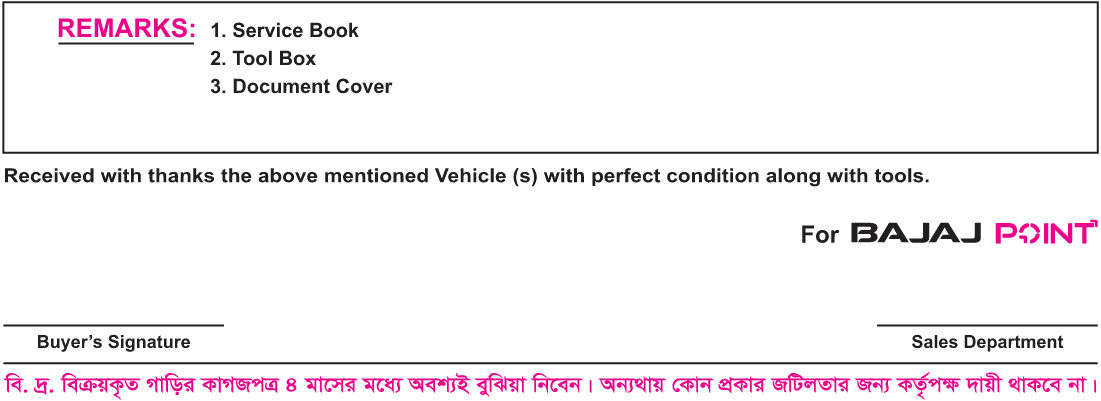 REMARKS: 1. Service Book
2. Tool Box
3. Document Cover
Received with thanks the above mentioned Vehicle (s) with perfect condition along with tools.
For BAJAJ POINT
Buyer’s Signature Sales Department
বি. দ্র. বিক্রয়কৃত গাড়ির কাগজপত্র ৪ মাসের মধ্যে অবশ্যই বুঝিয়া নিবেন। অন্যথায় কোন প্রকার জটিলতার জন্য কর্তৃপক্ষ দায়ী থাকবে না।